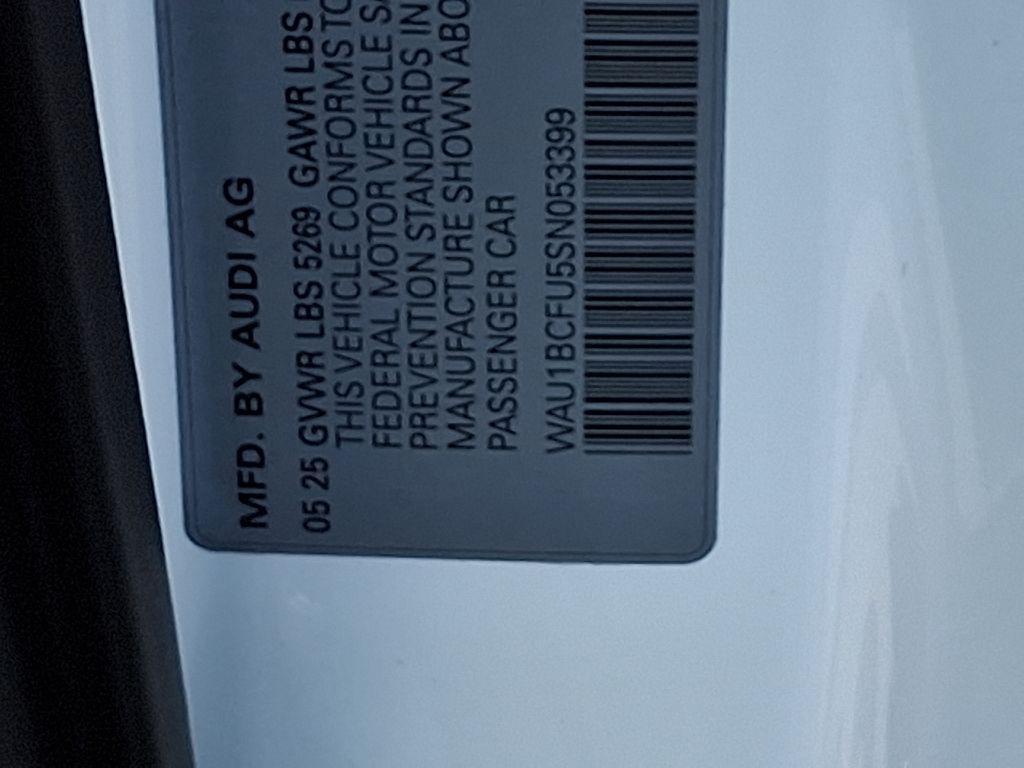 MFD. BY AUDI AG
05 25 GVWR LBS 5269 GAWR LBS
THIS VEHICLE CONFORMS TO
FEDERAL MOTOR VEHICLE
PREVENTION STANDARDS IN
MANUFACTURE SHOWN
PASSENGER CAR
WAU1BCFU5SN053399